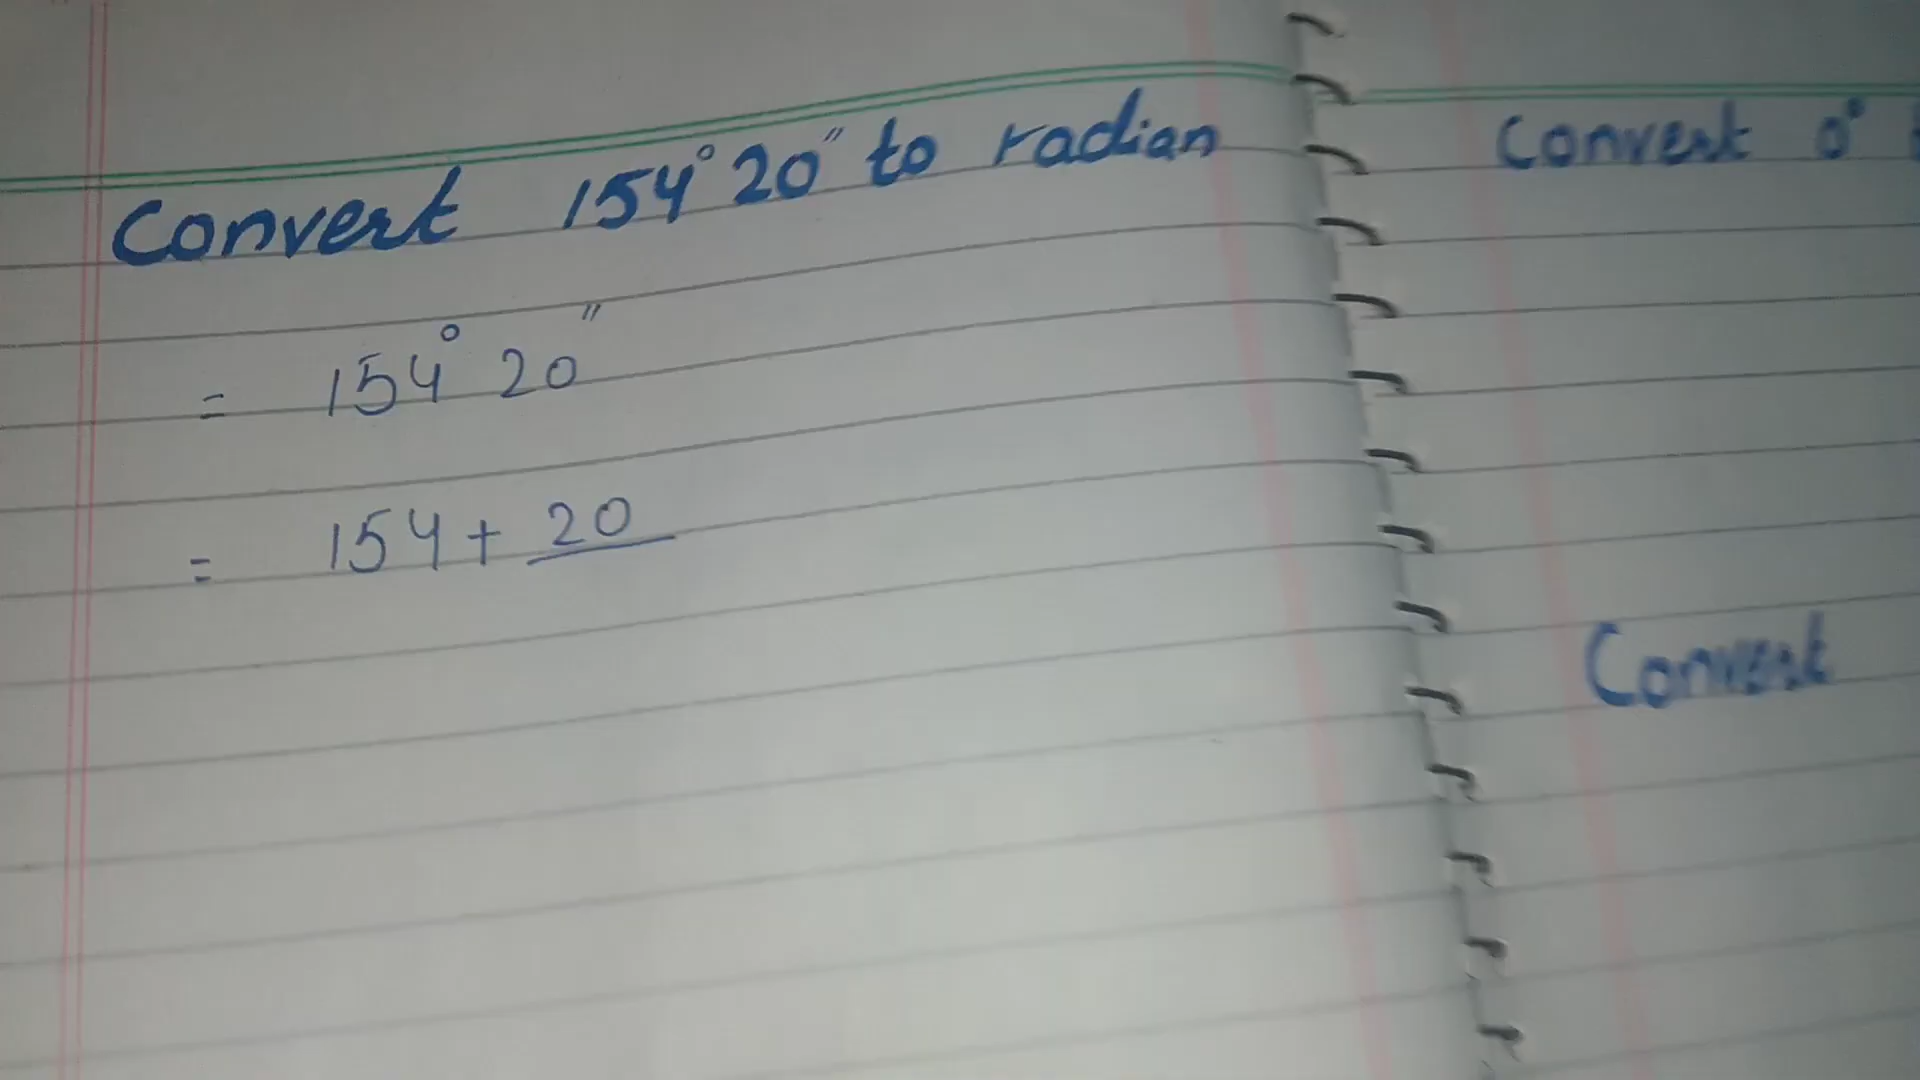 Convert 154° 20" to radian
= 154° 20"
= 154 + 20
Convert 0°
Convert